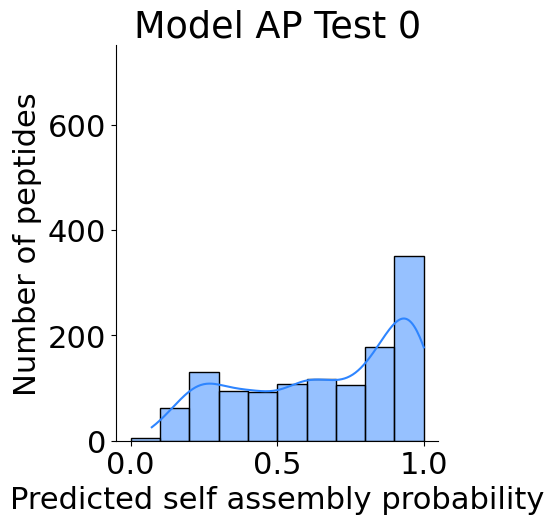 Model AP Test 0
Number of peptides
600
400
200
0
0.0 0.5 1.0
Predicted self assembly probability